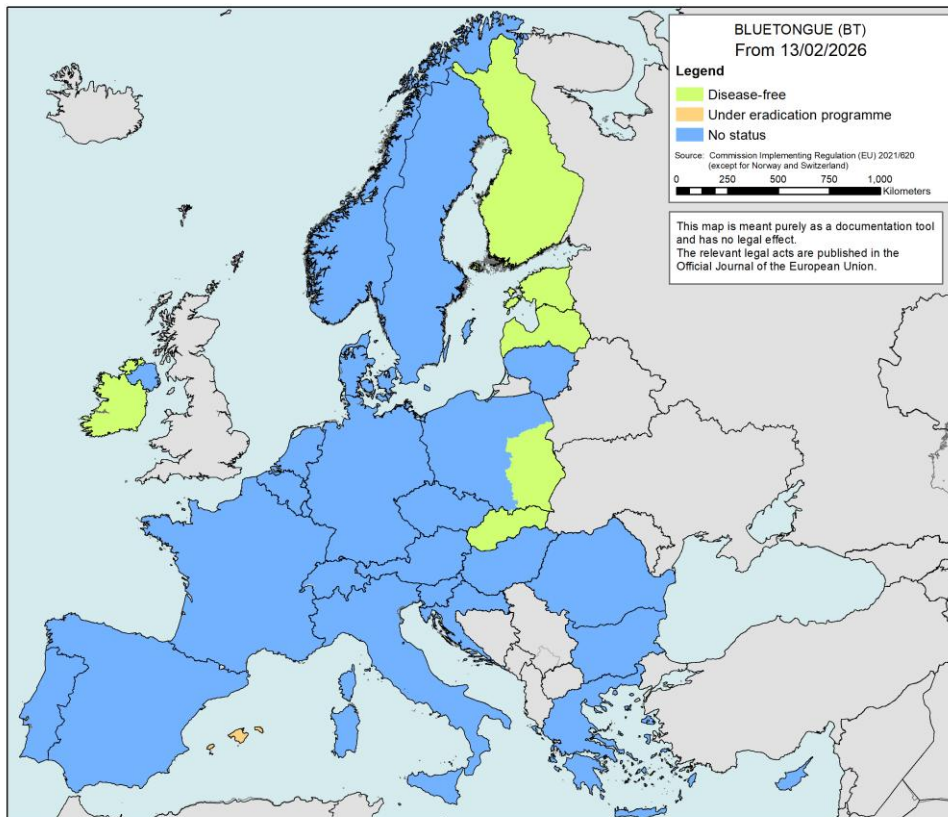 BLUETONGUE (BT)
From 13/02/2026
Legend
Disease-free
Under eradication programme
No status
Source: Commission Implementing Regulation (EU) 2021/620
(except for Norway and Switzerland)
0 250 500 750 1,000
Kilometers
This map is meant purely as a documentation tool
and has no legal effect.
The relevant legal acts are published in the
Official Journal of the European Union.